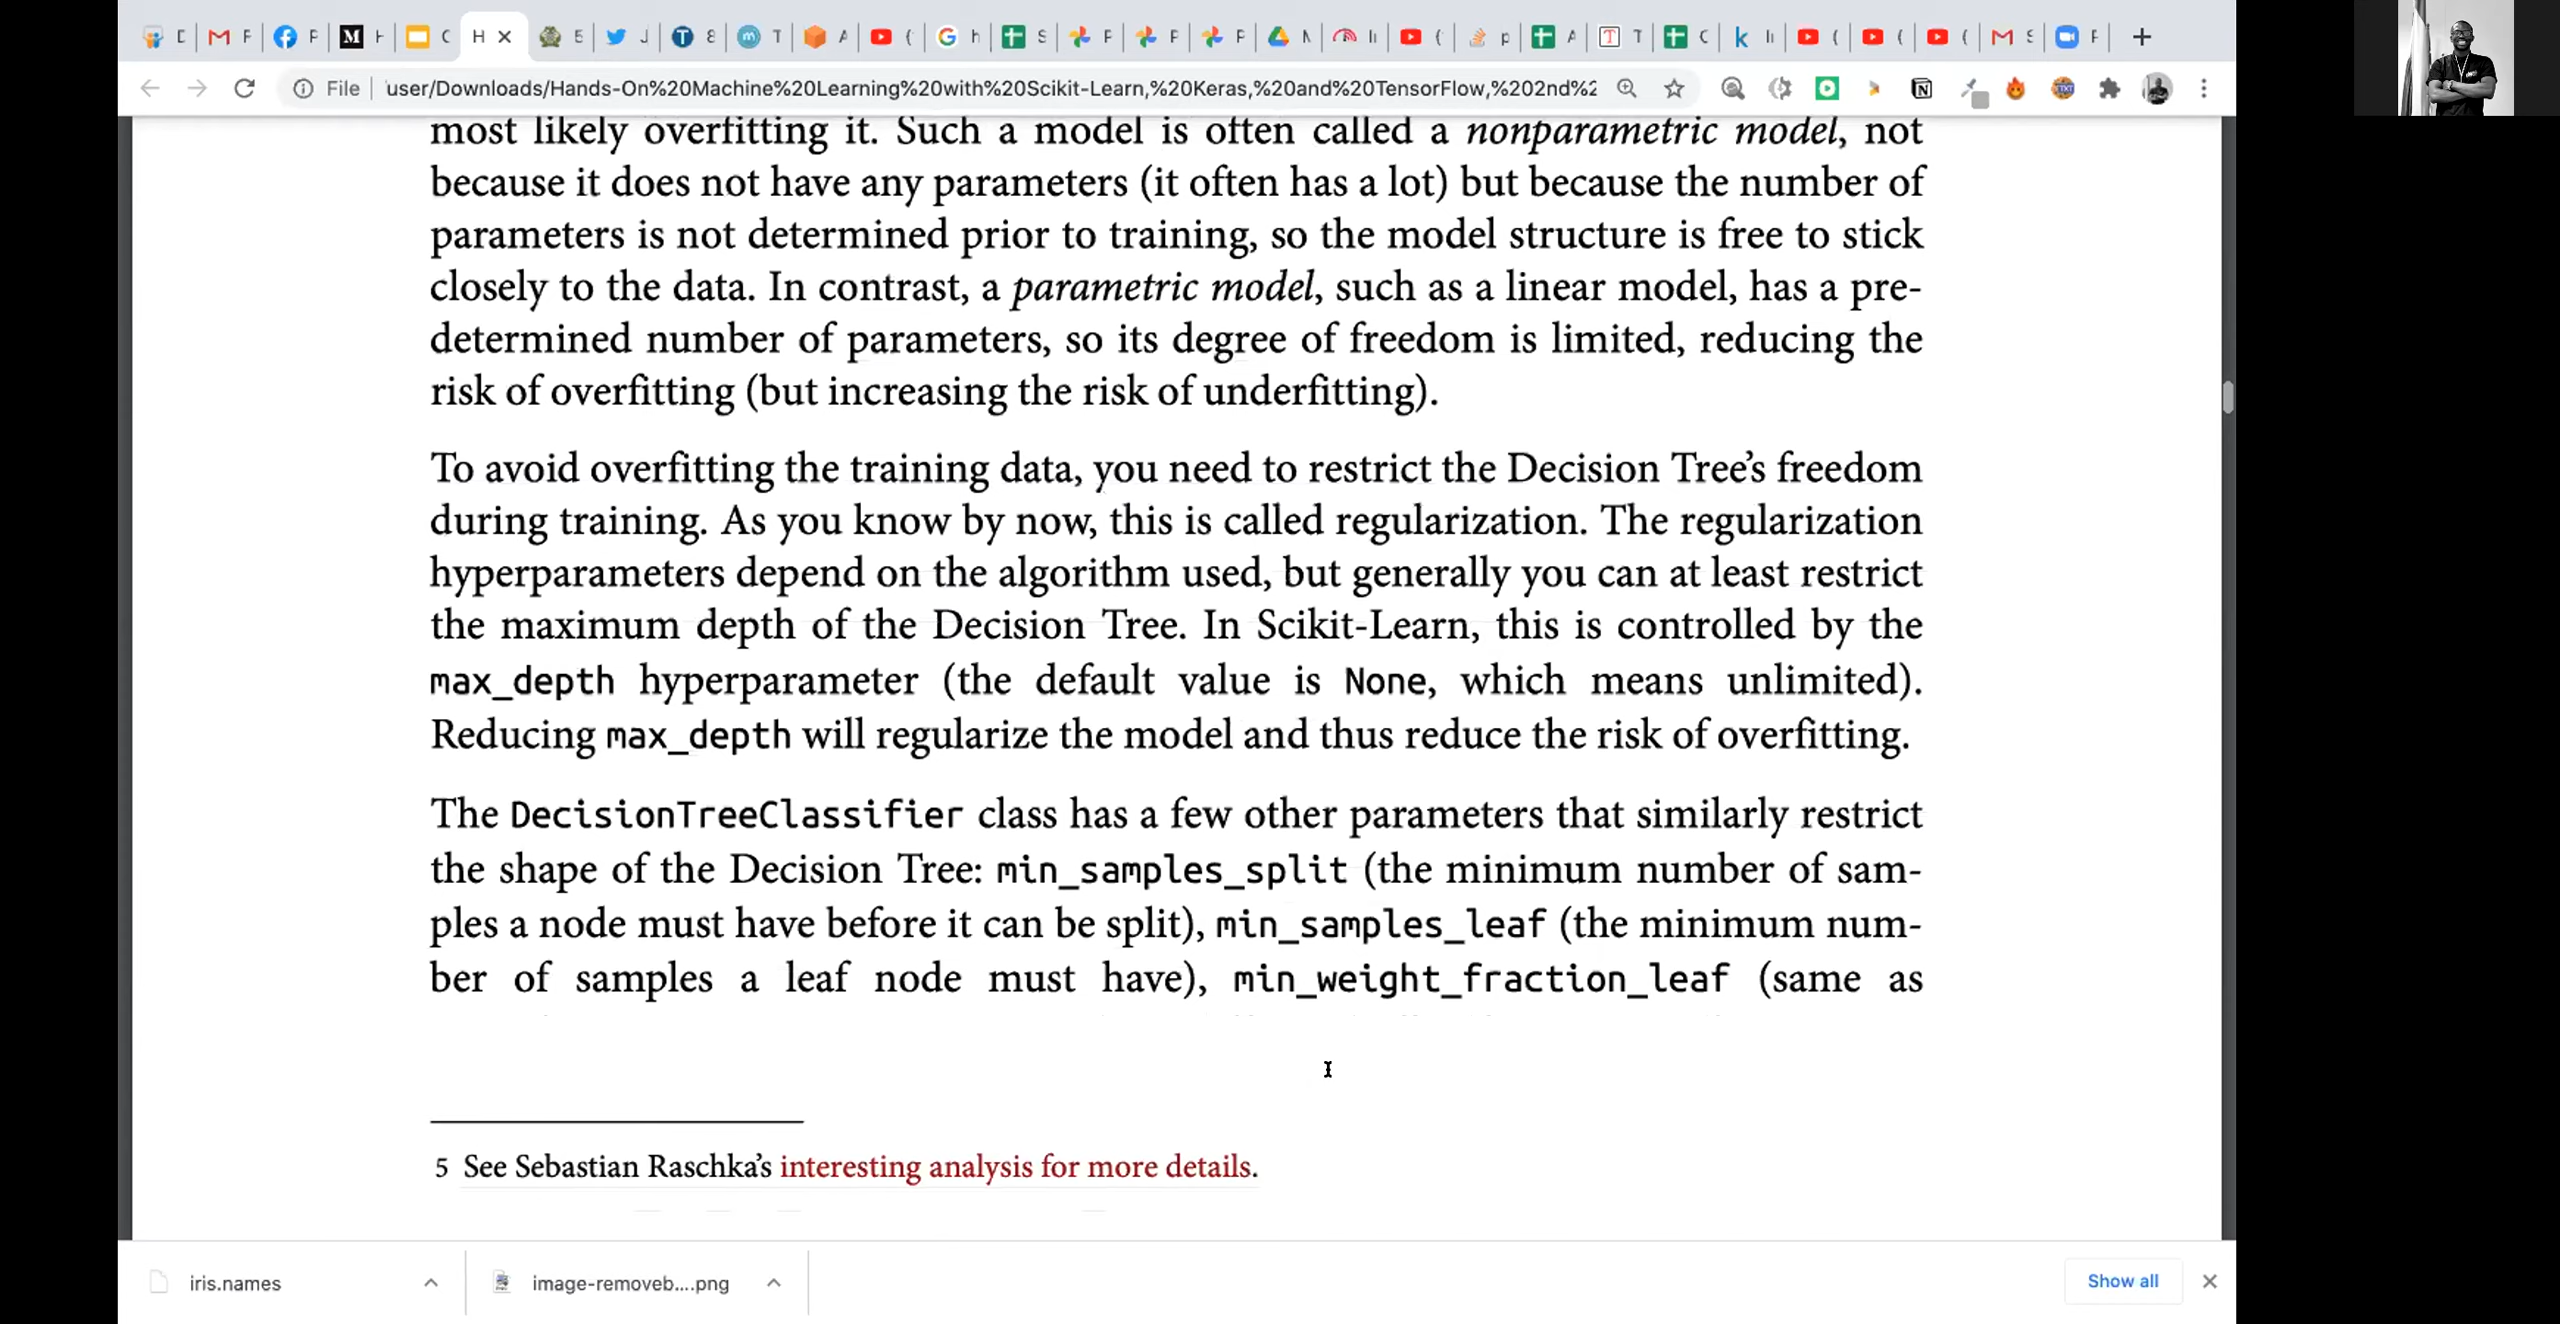 File
user/Downloads/Hands-On%20Machine%20Learning%20with%20Scikit-Learn,%20Keras,%20and%20TensorFlow,%202nd%2
most likely overfitting it. Such a model is often called a nonparametric model, not
because it does not have any parameters (it often has a lot) but because the number of
parameters is not determined prior to training, so the model structure is free to stick
closely to the data. In contrast, a parametric model, such as a linear model, has a pre-
determined number of parameters, so its degree of freedom is limited, reducing the
risk of overfitting (but increasing the risk of underfitting).
To avoid overfitting the training data, you need to restrict the Decision Tree’s freedom
during training. As you know by now, this is called regularization. The regularization
hyperparameters depend on the algorithm used, but generally you can at least restrict
the maximum depth of the Decision Tree. In Scikit-Learn, this is controlled by the
max_depth hyperparameter (the default value is None, which means unlimited).
Reducing max_depth will regularize the model and thus reduce the risk of overfitting.
The DecisionTreeClassifier class has a few other parameters that similarly restrict
the shape of the Decision Tree: min_samples_split (the minimum number of sam-
ples a node must have before it can be split), min_samples_leaf (the minimum num-
ber of samples a leaf node must have), min_weight_fraction_leaf (same as
5 See Sebastian Raschka’s interesting analysis for more details.
iris.names
image-removeb....png
Show all